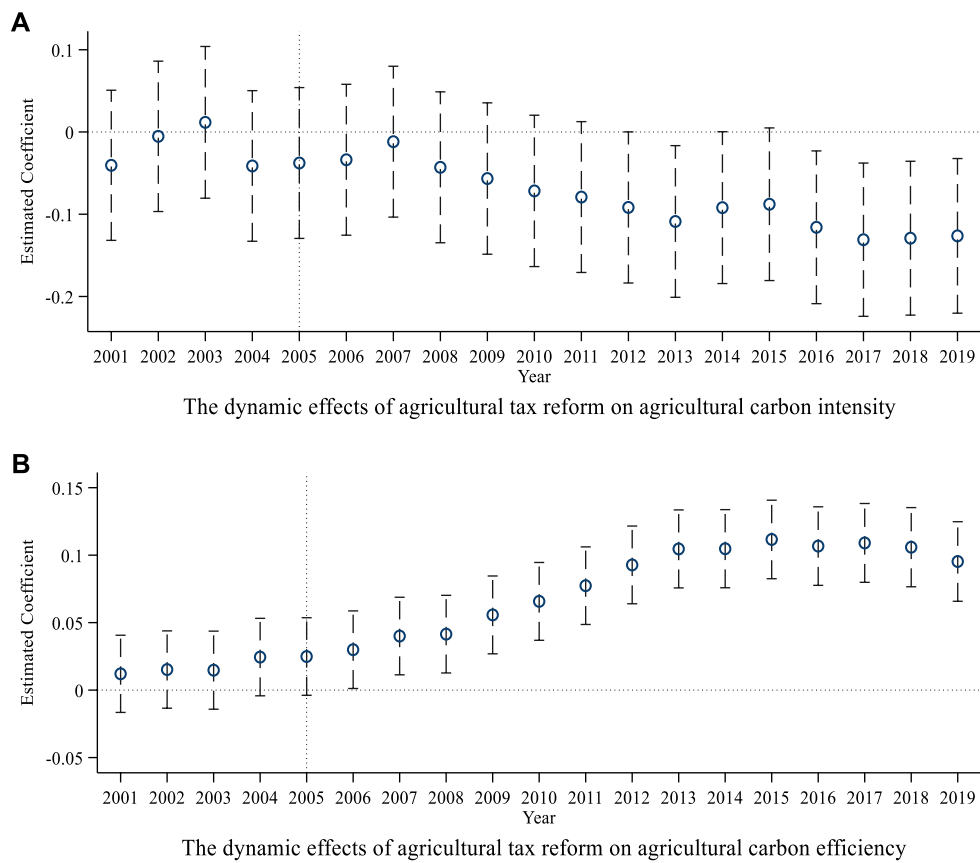 A
Estimated Coefficient
0.1
0
-0.1
-0.2
2001 2002 2003 2004 2005 2006 2007 2008 2009 2010 2011 2012 2013 2014 2015 2016 2017 2018 2019
Year
The dynamic effects of agricultural tax reform on agricultural carbon intensity
B
Estimated Coefficient
0.15
0.1
0.05
0
-0.05
2001 2002 2003 2004 2005 2006 2007 2008 2009 2010 2011 2012 2013 2014 2015 2016 2017 2018 2019
Year
The dynamic effects of agricultural tax reform on agricultural carbon efficiency